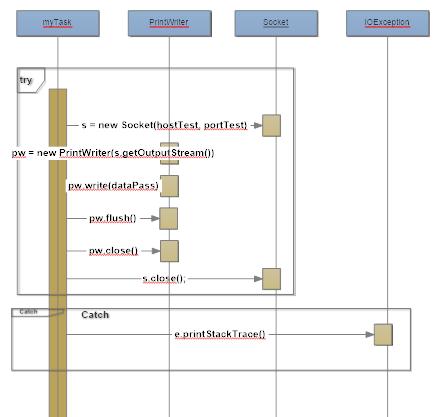 myTask
PrintWriter
Socket
IOException
try
s = new Socket(hostTest, portTest)
pw = new PrintWriter(s.getOutputStream())
pw.write(dataPass)
pw.flush()
pw.close()
s.close();
Catch
Catch
e.printStackTrace()